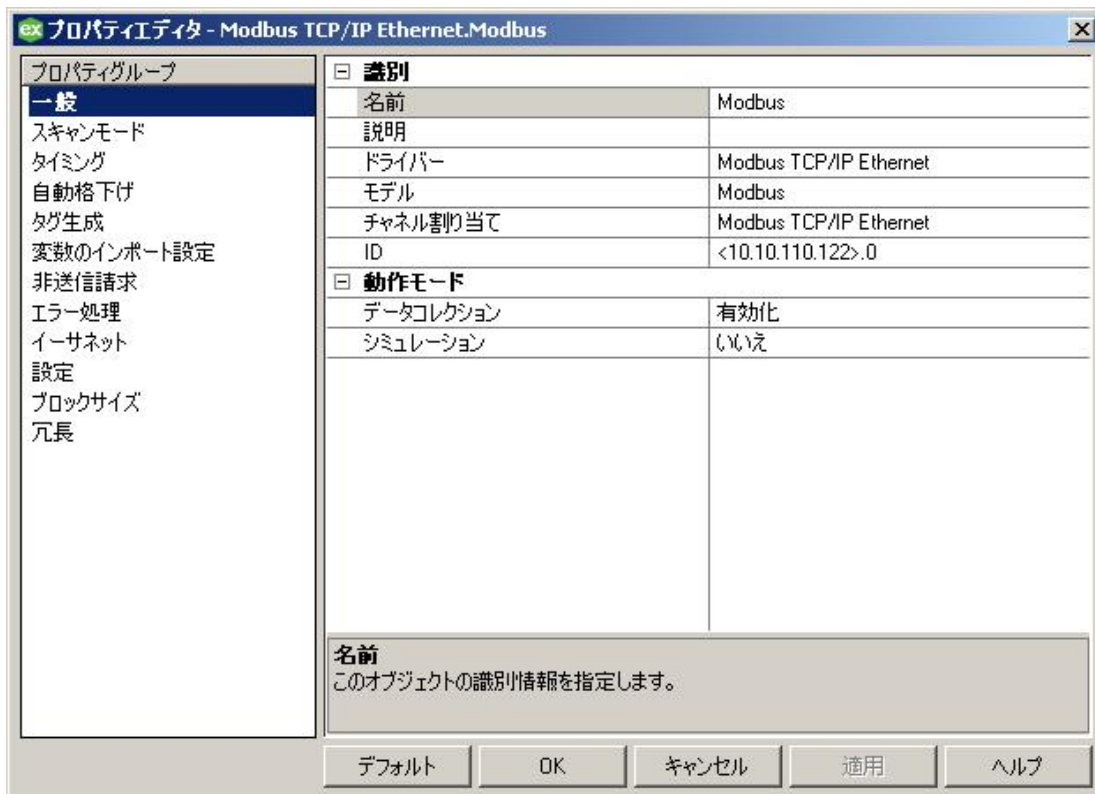 ex プロパティエディタ - Modbus TCP/IP Ethernet.Modbus
プロパティグループ
一般
スキャンモード
タイミング
自動格下げ
タグ生成
変数のインポート設定
非送信請求
エラー処理
イーサネット
設定
ブロックサイズ
冗長
識別
名前 Modbus
説明
ドライバー Modbus TCP/IP Ethernet
モデル Modbus
チャネル割り当て Modbus TCP/IP Ethernet
ID <10.10.110.122>.0
動作モード
データコレクション 有効化
シミュレーション いいえ
名前
このオブジェクトの識別情報を指定します。
デフォルト OK キャンセル 適用 ヘルプ